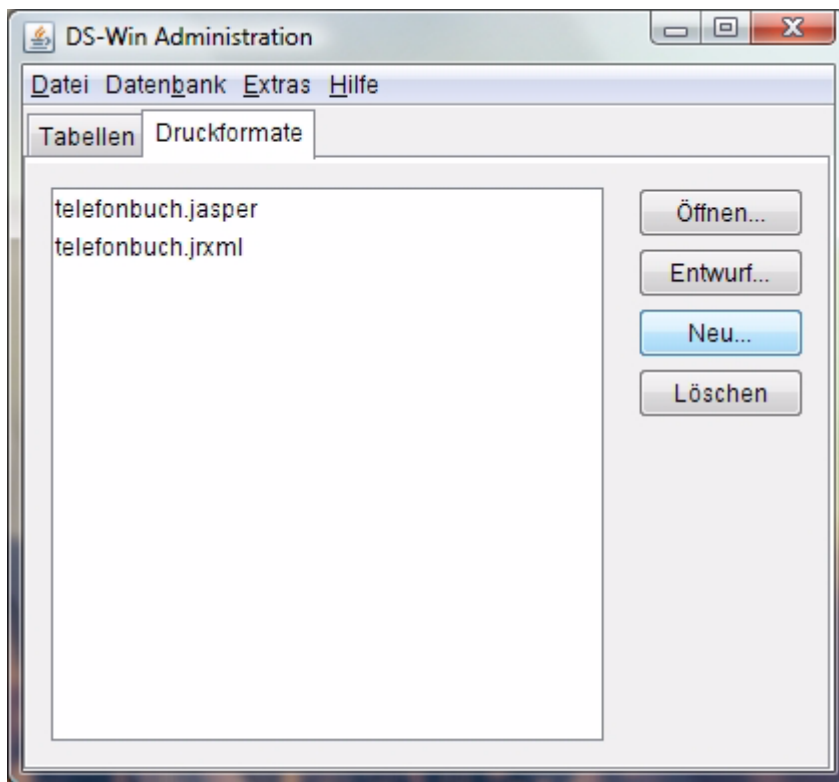 DS-Win Administration
Datei Datenbank Extras Hilfe
Tabellen Druckformate
telefonbuch.jasper
telefonbuch.jrxml
Öffnen...
Entwurf...
Neu...
Löschen